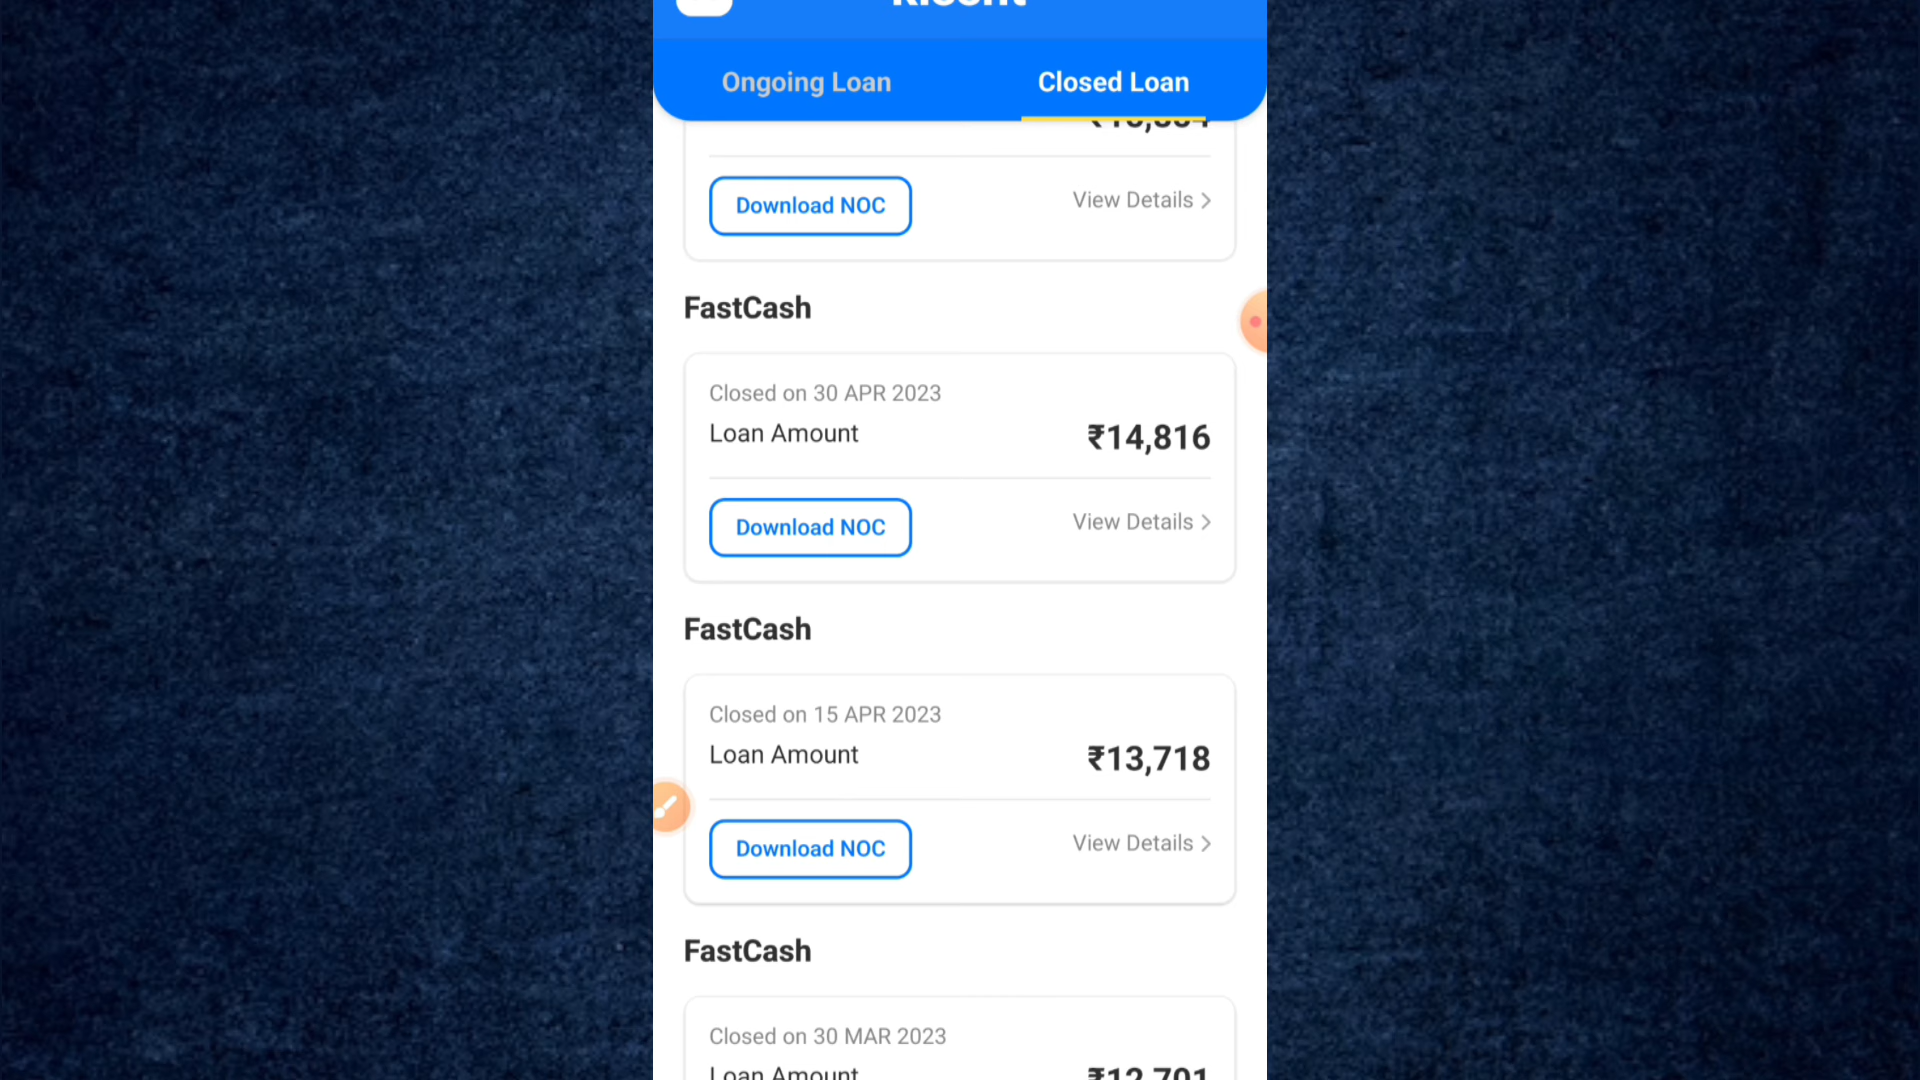 Ongoing Loan
Closed Loan
Download NOC
View Details >
FastCash
Closed on 30 APR 2023
Loan Amount
₹14,816
Download NOC
View Details >
FastCash
Closed on 15 APR 2023
Loan Amount
₹13,718
Download NOC
View Details >
FastCash
Closed on 30 MAR 2023
Loan Amount